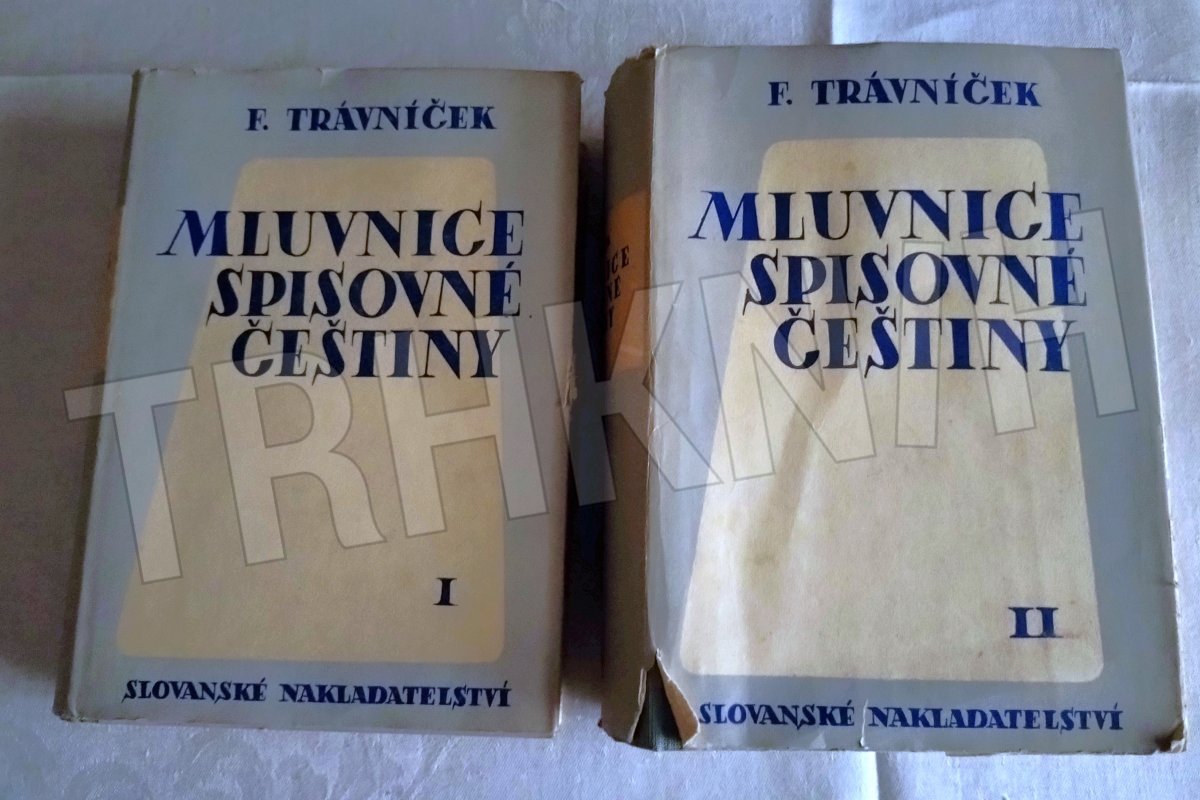 F. TRÁVNÍČEK
MLUVNICE
SPISOVNÉ
ČEŠTINY
I
SLOVANSKÉ NAKLADATELSTVÍ
F. TRÁVNÍČEK
MLUVNICE
SPISOVNÉ
ČEŠTINY
II
SLOVANSKÉ NAKLADATELSTVÍ
TRHKNIH